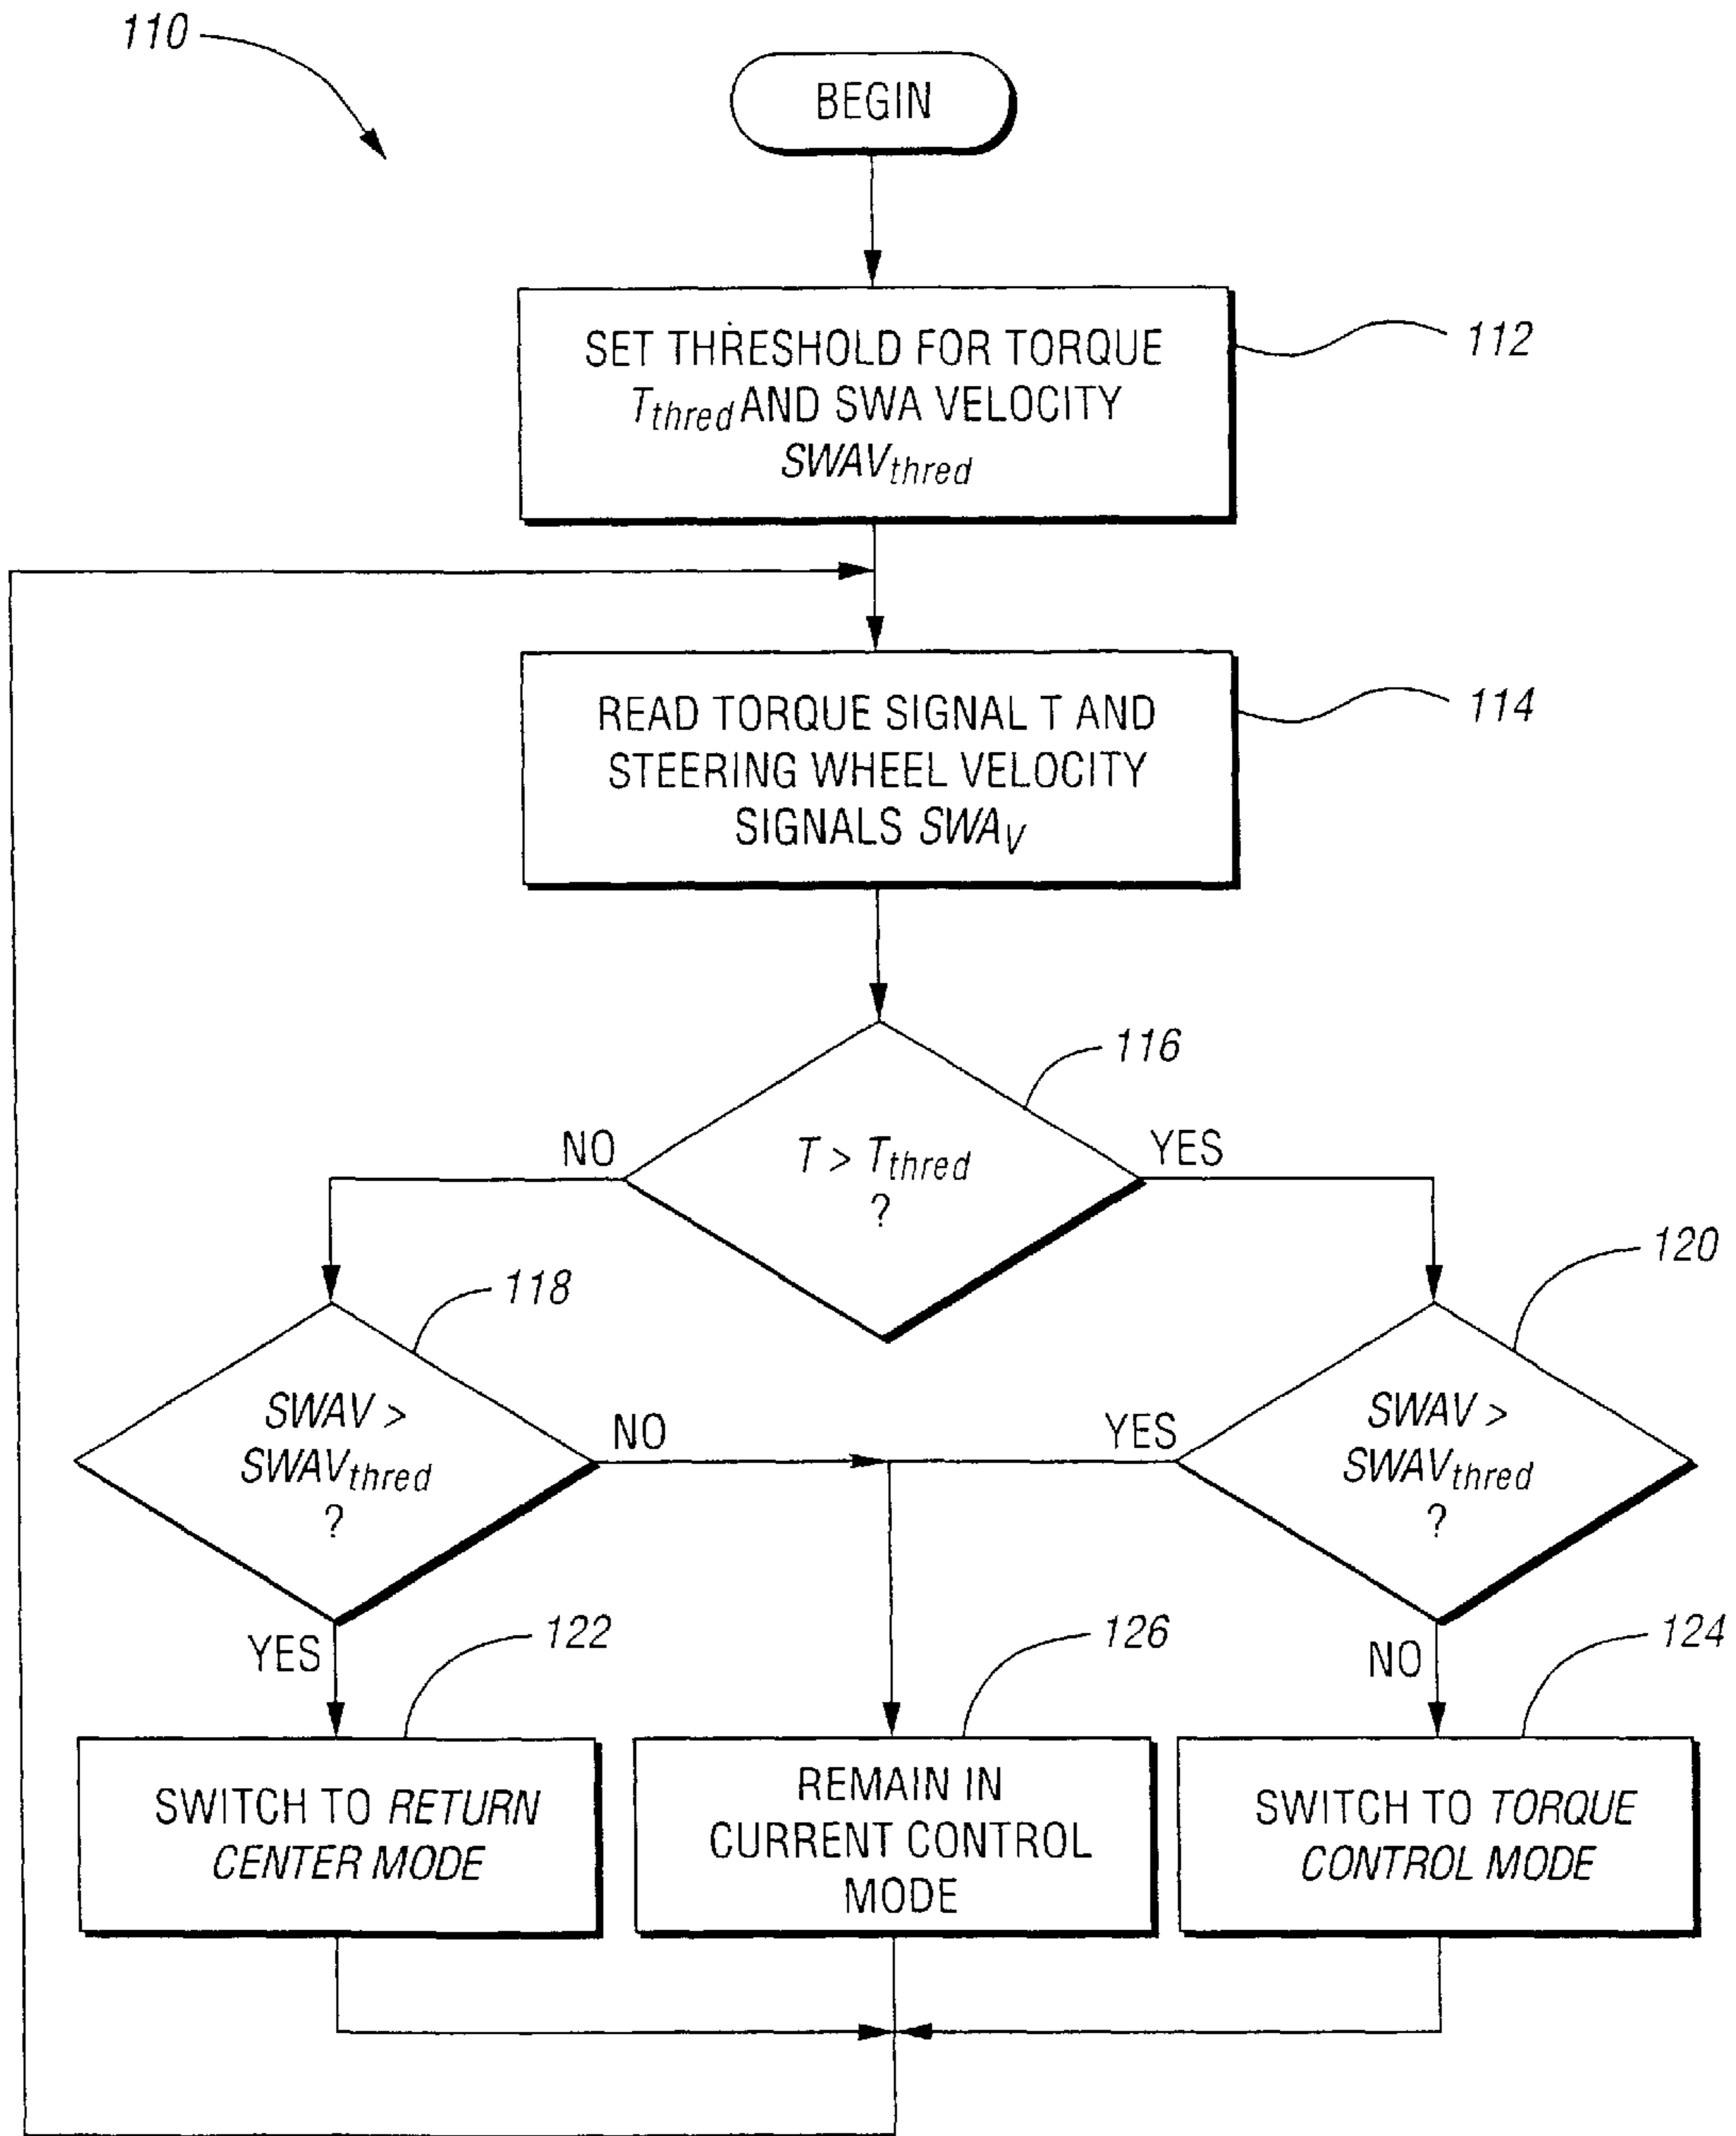 110
BEGIN
SET THRESHOLD FOR TORQUE
Tthred AND SWA VELOCITY
SWAVthred
112
READ TORQUE SIGNAL T AND
STEERING WHEEL VELOCITY
SIGNALS SWAV
114
116
T > Tthred
?
NO
YES
118
SWAV >
SWAVthred
?
NO
YES
120
SWAV >
SWAVthred
?
YES
NO
122
SWITCH TO RETURN
CENTER MODE
126
REMAIN IN
CURRENT CONTROL
MODE
124
SWITCH TO TORQUE
CONTROL MODE